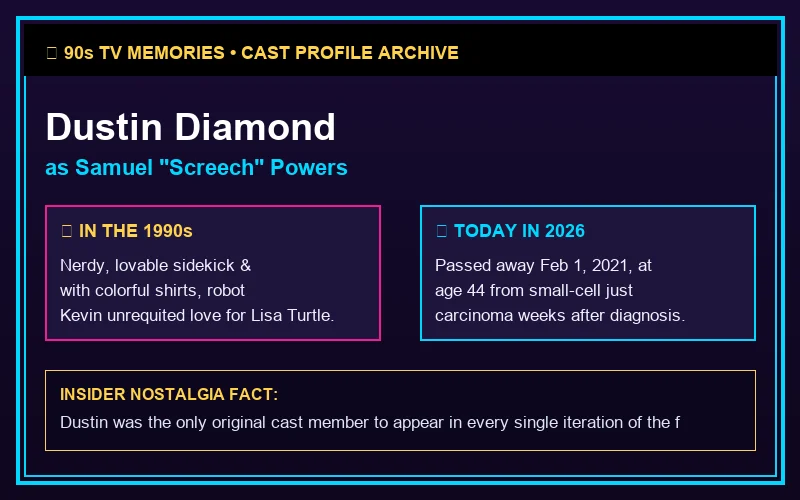 90s TV MEMORIES • CAST PROFILE ARCHIVE
Dustin Diamond
as Samuel "Screech" Powers
IN THE 1990s
Nerdy, lovable sidekick &
with colorful shirts, robot
Kevin unrequited love for Lisa Turtle.
TODAY IN 2026
Passed away Feb 1, 2021, at
age 44 from small-cell just
carcinoma weeks after diagnosis.
INSIDER NOSTALGIA FACT:
Dustin was the only original cast member to appear in every single iteration of the f